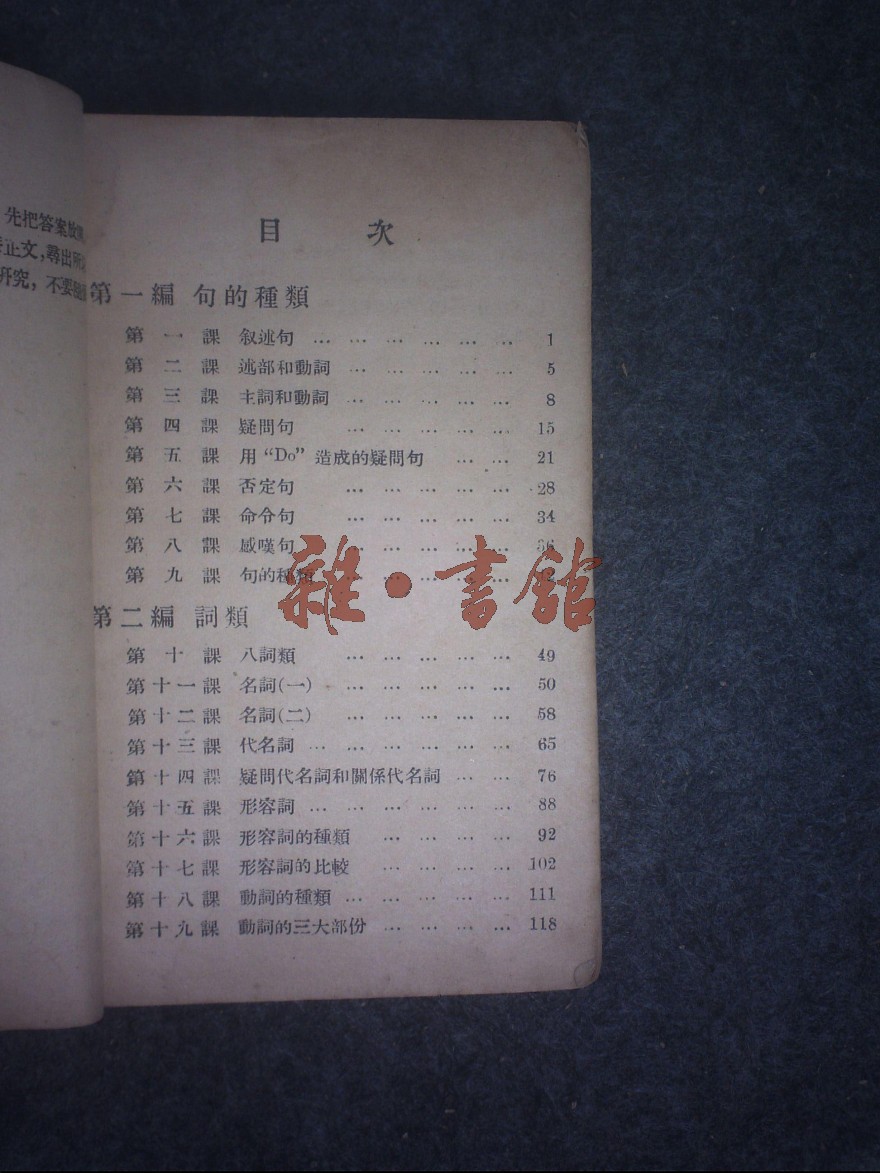 先把答案
正文,尋出所
研究,不要
目 次
第一編 句的種類
第一課 叙述句 … … … … … … 1
第二課 述部和動詞 … … … … … 5
第三課 主詞和動詞 … … … … … 8
第四課 疑問句 … … … … … 15
第五課 用“Do”造成的疑問句 … … 21
第六課 否定句 … … … … … 28
第七課 命令句 … … … … … 34
第八課 感嘆句 … … … … … 36
第九課 句的種類 … … … … …
第二編 詞類
第十課 八詞類 … … … … … 49
第十一課 名詞(一) … … … … … 50
第十二課 名詞(二) … … … … … 58
第十三課 代名詞 … … … … … … 65
第十四課 疑問代名詞和關係代名詞 … … 76
第十五課 形容詞 … … … … … … 88
第十六課 形容詞的種類 … … … … 92
第十七課 形容詞的比較 … … … … 102
第十八課 動詞的種類 … … … … … 111
第十九課 動詞的三大部份 … … … … 118
雜·書館